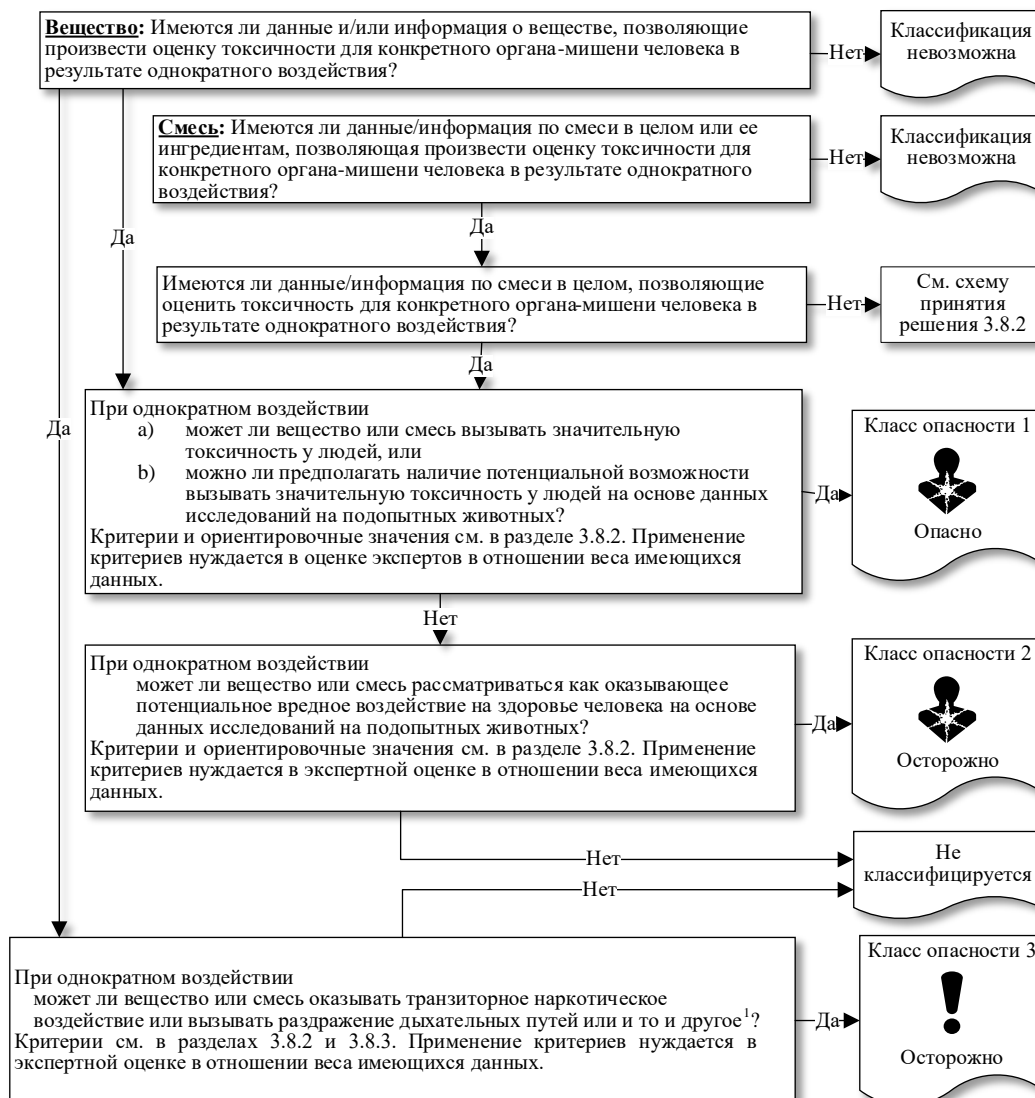 Вещество: Имеются ли данные и/или информация о веществе, позволяющие
произвести оценку токсичности для конкретного органа-мишени человека в
результате однократного воздействия?
Нет
Классификация
невозможна
Смесь: Имеются ли данные/информация по смеси в целом или ее
ингредиентам, позволяющая произвести оценку токсичности для
конкретного органа-мишени человека в результате однократного
воздействия?
Нет
Классификация
невозможна
Да
Да
Имеются ли данные/информация по смеси в целом, позволяющие
оценить токсичность для конкретного органа-мишени человека в
результате однократного воздействия?
Нет
См. схему
принятия
решения 3.8.2
Да
Да
При однократном воздействии
a) может ли вещество или смесь вызывать значительную
токсичность у людей, или
b) можно ли предполагать наличие потенциальной возможности
вызывать значительную токсичность у людей на основе данных
исследований на подопытных животных?
Критерии и ориентировочные значения см. в разделе 3.8.2. Применение
критериев нуждается в оценке экспертов в отношении веса имеющихся
данных.
Да
Класс опасности 1
Опасно
Нет
При однократном воздействии
может ли вещество или смесь рассматриваться как оказывающее
потенциальное вредное воздействие на здоровье человека на основе
данных исследований на подопытных животных?
Критерии и ориентировочные значения см. в разделе 3.8.2. Применение
критериев нуждается в экспертной оценке в отношении веса имеющихся
данных.
Да
Класс опасности 2
Осторожно
Нет
Нет
Не
классифицируется
При однократном воздействии
может ли вещество или смесь оказывать транзиторное наркотическое
воздействие или вызывать раздражение дыхательных путей или и то и другое¹?
Критерии см. в разделах 3.8.2 и 3.8.3. Применение критериев нуждается в
экспертной оценке в отношении веса имеющихся данных.
Да
Класс опасности 3
Осторожно